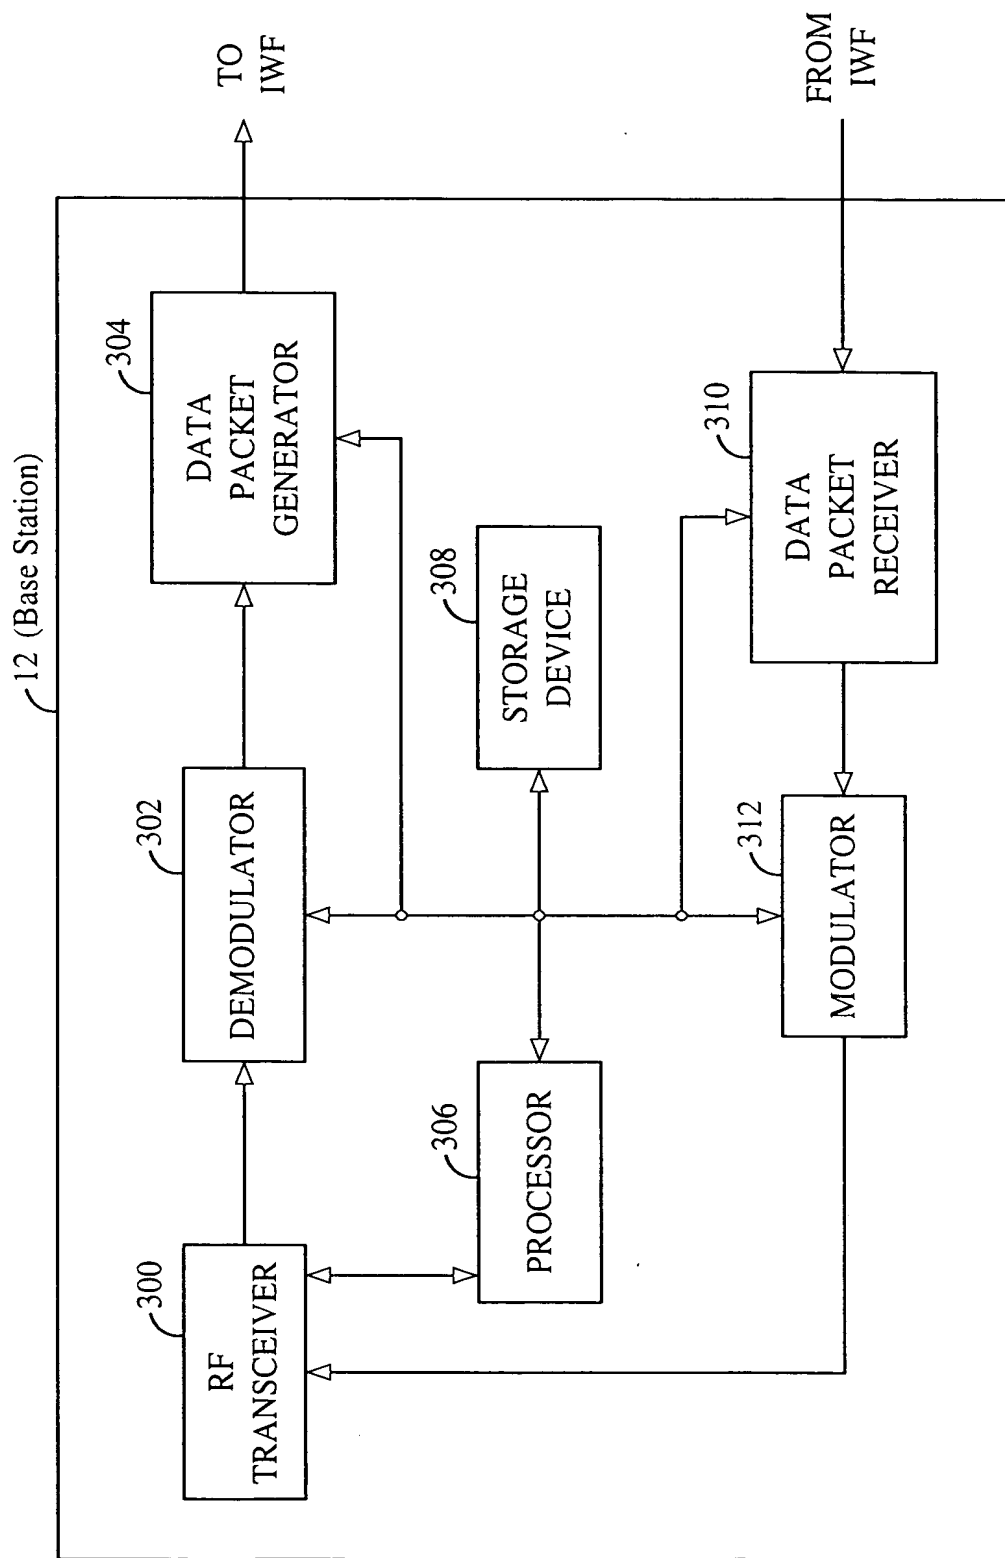 12 (Base Station)
300
RF
TRANSCEIVER
302
DEMODULATOR
304
DATA
PACKET
GENERATOR
TO
IWF
306
PROCESSOR
308
STORAGE
DEVICE
312
MODULATOR
310
DATA
PACKET
RECEIVER
FROM
IWF